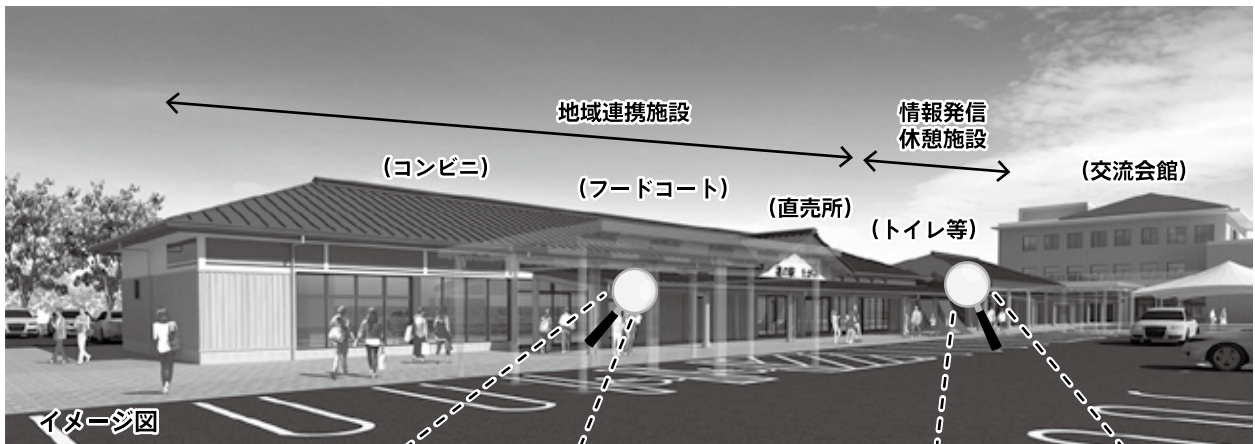 地域連携施設
情報発信
休憩施設
(コンビニ)
(フードコート)
(直売所)
(トイレ等)
(交流会館)
イメージ図